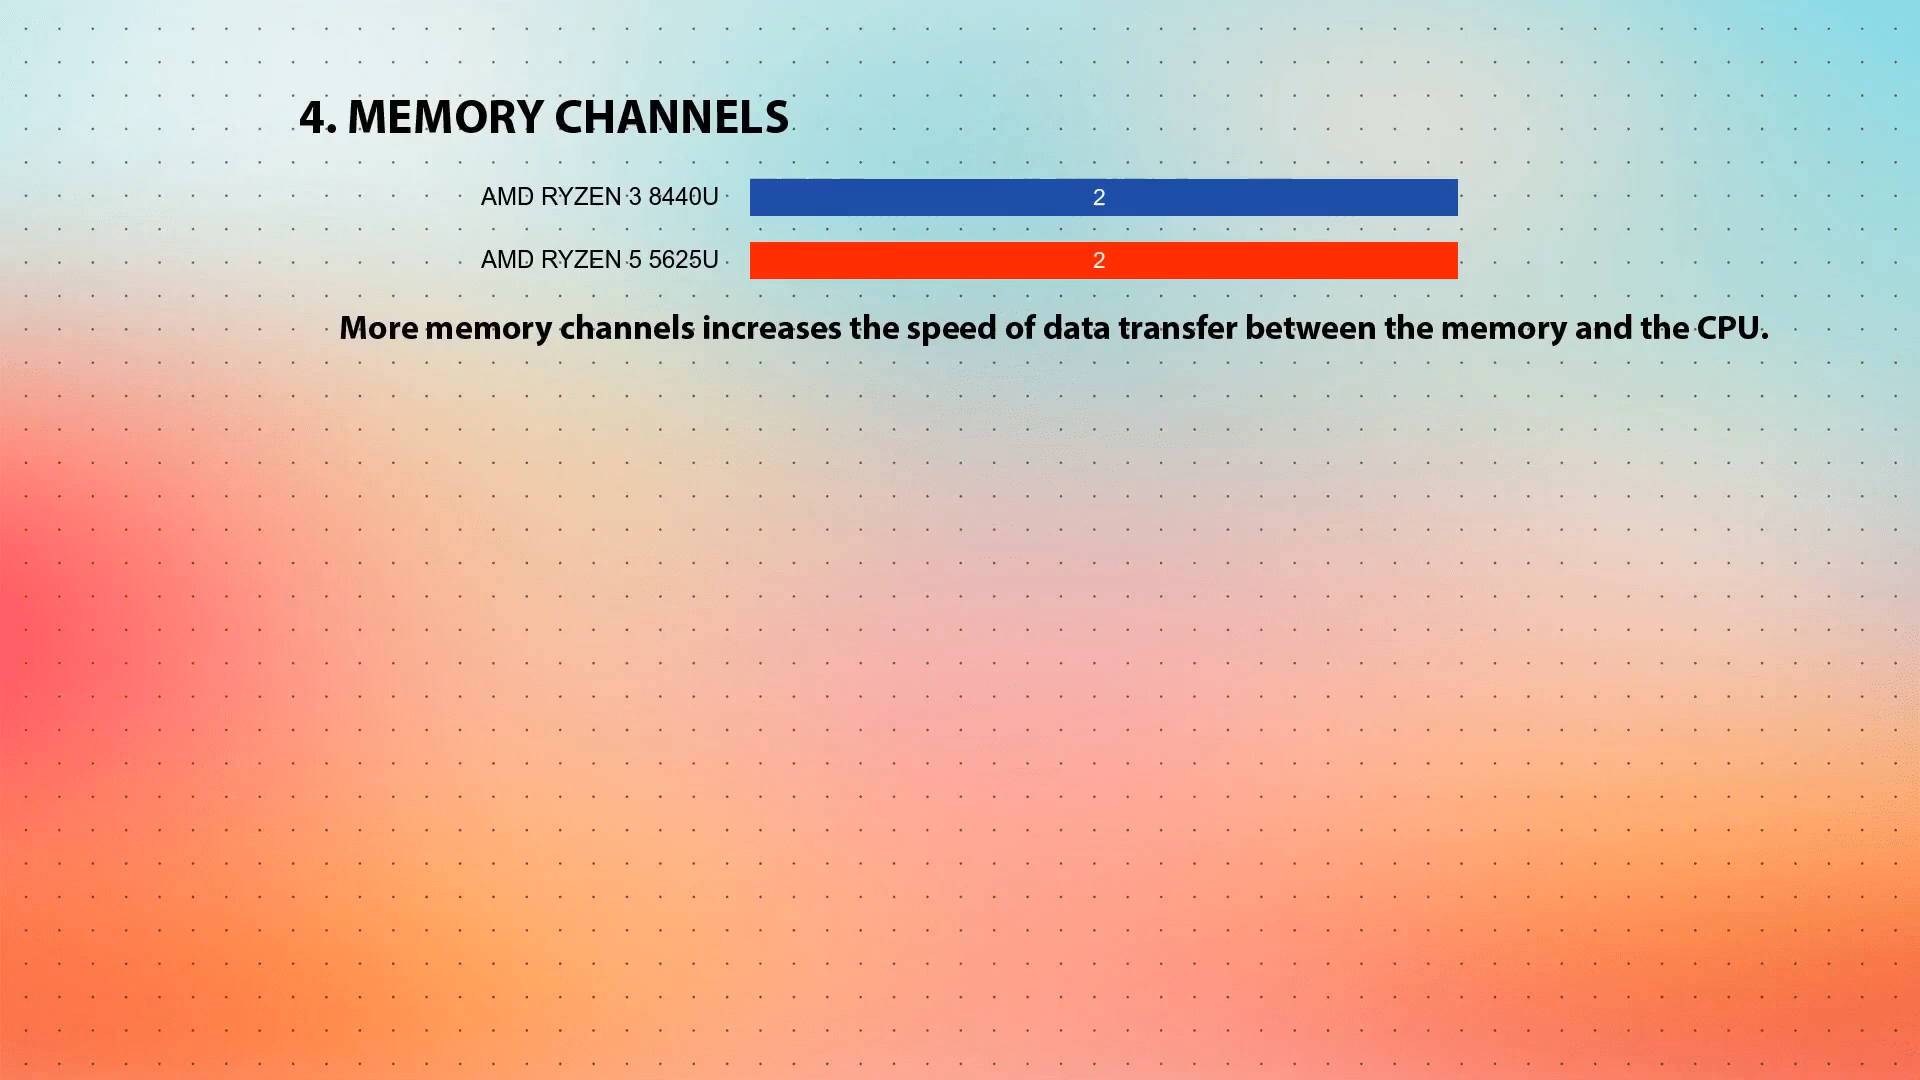 4. MEMORY CHANNELS
AMD RYZEN 3 8440U 2
AMD RYZEN 5 5625U 2
More memory channels increases the speed of data transfer between the memory and the CPU.